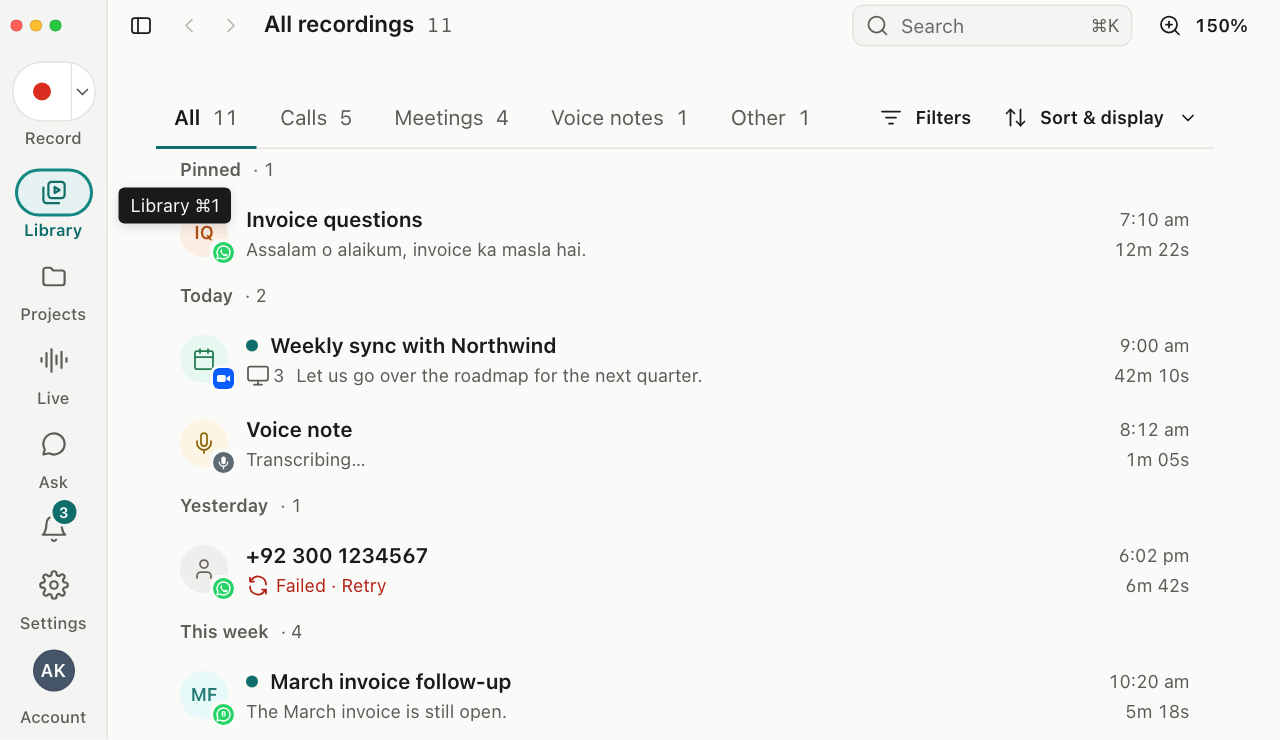 All recordings 11
Search ⌘K
150%
Record
Library
Projects
Live
Ask
3
Settings
AK
Account
Library ⌘1
All 11
Calls 5
Meetings 4
Voice notes 1
Other 1
Filters
Sort & display
Pinned · 1
IQ
Invoice questions 7:10 am
Assalam o alaikum, invoice ka masla hai. 12m 22s
Today · 2
Weekly sync with Northwind 9:00 am
3 Let us go over the roadmap for the next quarter. 42m 10s
Voice note 8:12 am
Transcribing... 1m 05s
Yesterday · 1
+92 300 1234567 6:02 pm
Failed · Retry 6m 42s
This week · 4
MF
March invoice follow-up 10:20 am
The March invoice is still open. 5m 18s